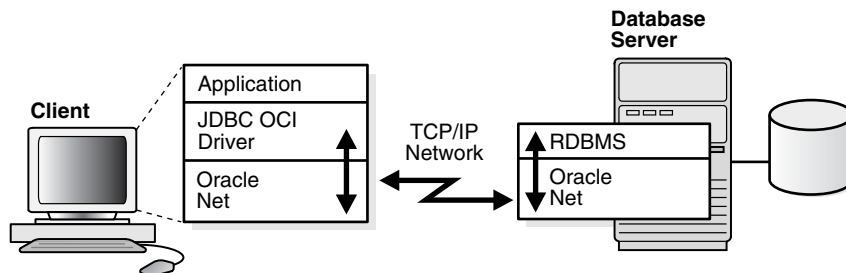 Client
Application
JDBC OCI
Driver
Oracle
Net
TCP/IP
Network
Database
Server
RDBMS
Oracle
Net